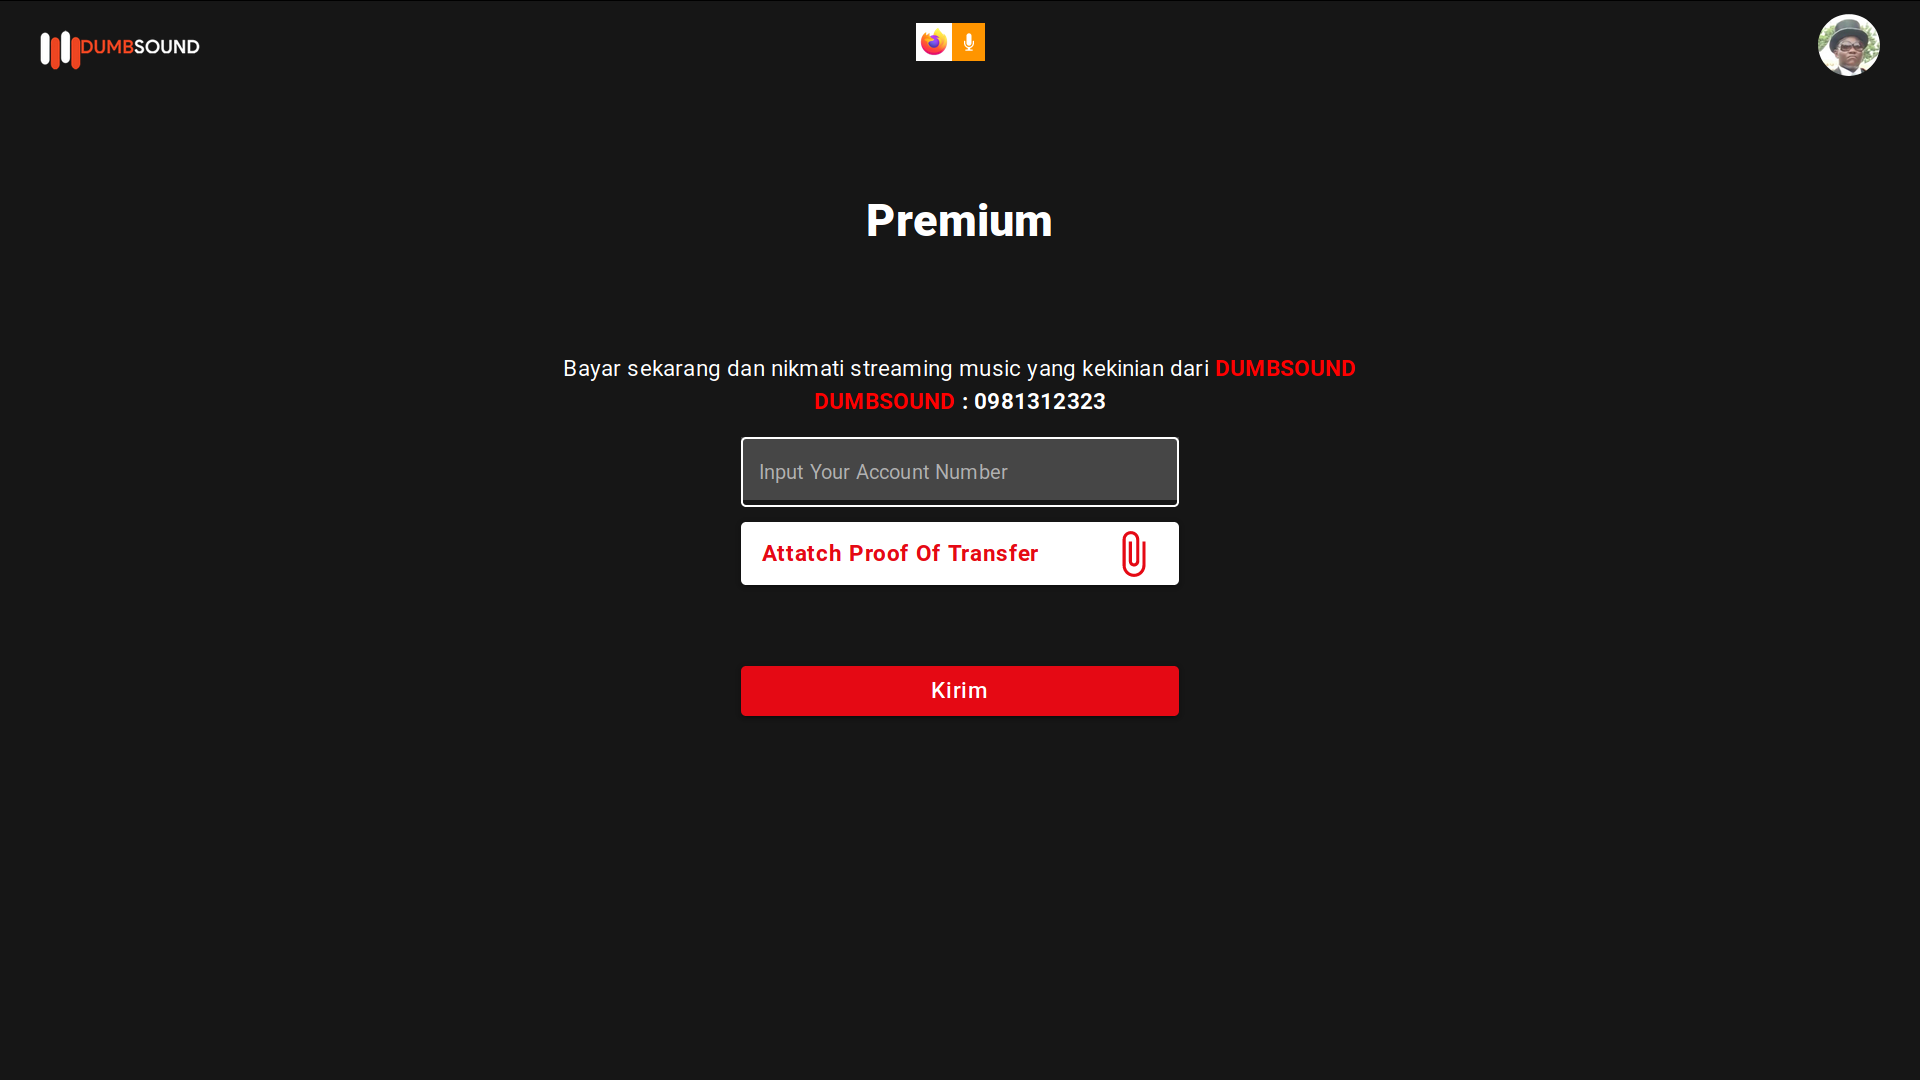 DUMBSOUND
Premium
Bayar sekarang dan nikmati streaming music yang kekinian dari DUMBSOUND
DUMBSOUND : 0981312323
Input Your Account Number
Attatch Proof Of Transfer
Kirim